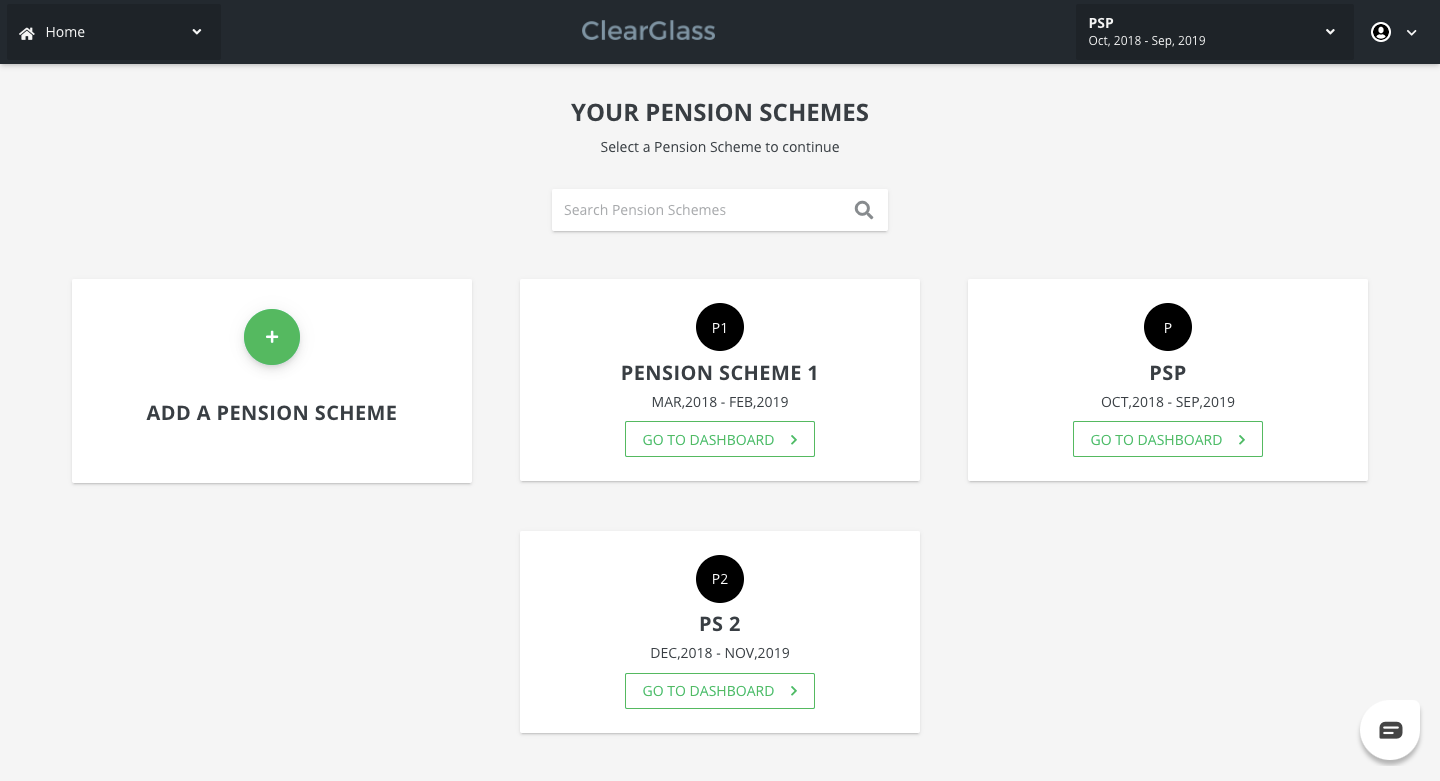 Home
ClearGlass
PSP
Oct, 2018 - Sep, 2019
YOUR PENSION SCHEMES
Select a Pension Scheme to continue
Search Pension Schemes
+
ADD A PENSION SCHEME
P1
PENSION SCHEME 1
MAR,2018 - FEB,2019
GO TO DASHBOARD
P
PSP
OCT,2018 - SEP,2019
GO TO DASHBOARD
P2
PS 2
DEC,2018 - NOV,2019
GO TO DASHBOARD